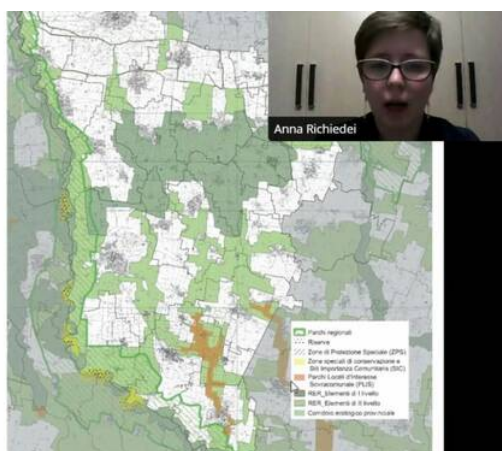 Anna Richiedei
Parchi regionali
Riserve
Zone di Protezione Speciale (ZPS)
Zone speciali di conservazione e
Siti Importanza Comunitaria (SIC)
Parchi Locali d'Interesse
Sovracomunale (PLIS)
RER_Elementi di I livello
RER_Elementi di II livello
Corridoio ecologico provinciale